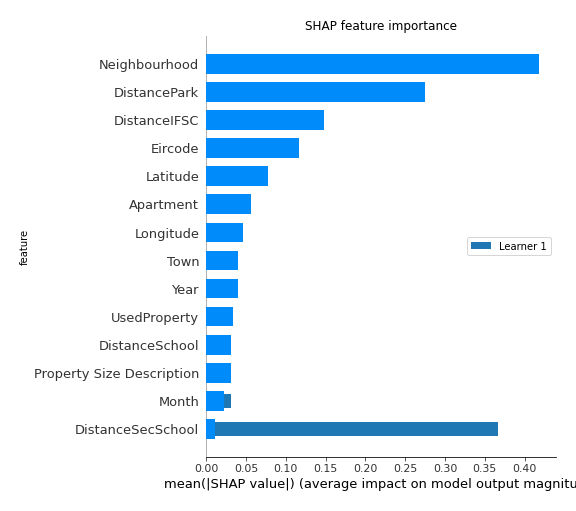 SHAP feature importance
feature
Neighbourhood
DistancePark
DistanceIFSC
Eircode
Latitude
Apartment
Longitude
Town
Year
UsedProperty
DistanceSchool
Property Size Description
Month
DistanceSecSchool
Learner 1
0.00 0.05 0.10 0.15 0.20 0.25 0.30 0.35 0.40
mean(|SHAP value|) (average impact on model output magnitu